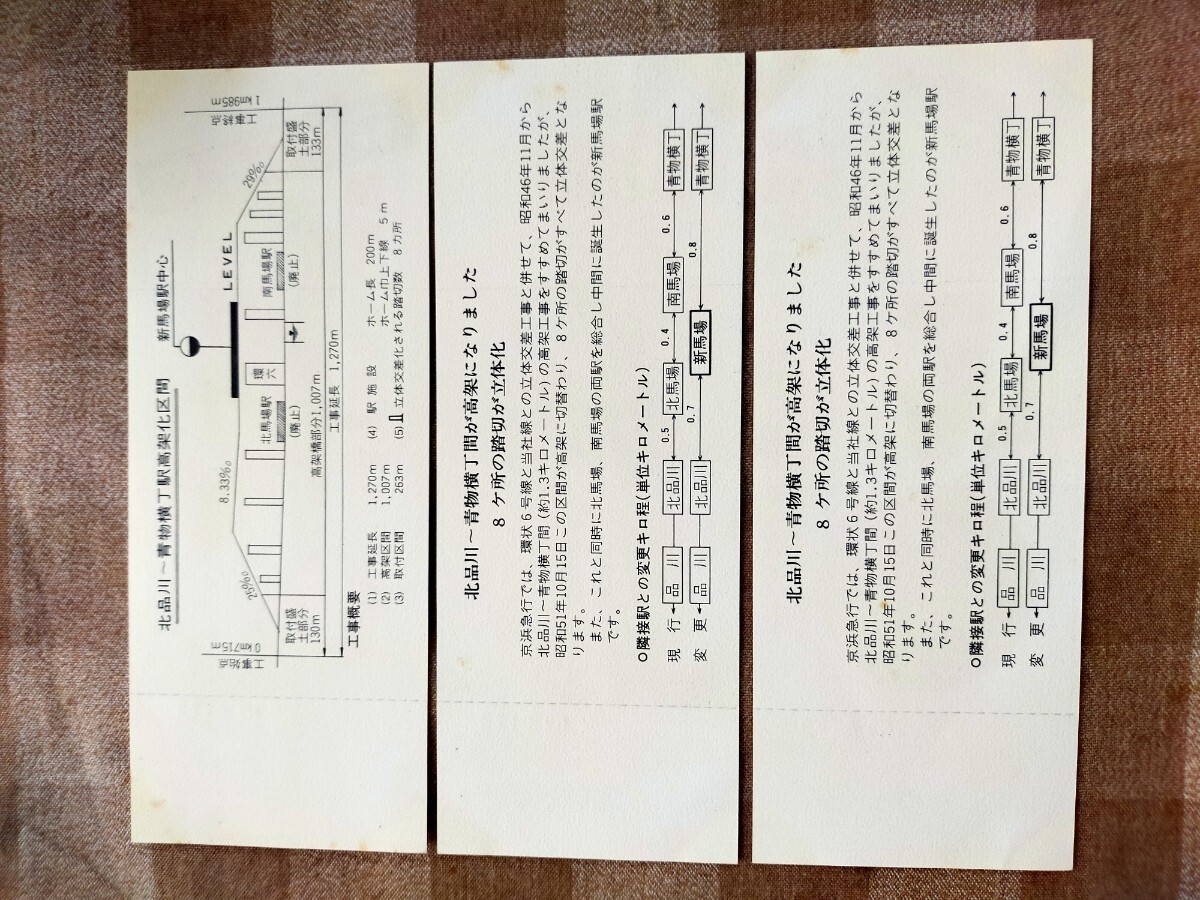 北品川～青物横丁駅高架化区間
新馬場駅中心
工事始点
0km715m
工事終点
1km985m
25‰
8.33‰
LEVEL
29‰
取付盛土部分
130m
北馬場駅
(廃止)
環六
南馬場駅
(廃止)
取付盛土部分
133m
高架橋部分1,007m
工事延長 1,270m
工事概要
(1) 工事延長 1,270m
(2) 高架区間 1,007m
(3) 取付区間 263m
(4) 駅施設 ホーム長 200m
ホーム巾上下線 5m
(5) 立体交差化される踏切数 8カ所
北品川～青物横丁間が高架になりました
8ケ所の踏切が立体化
京浜急行では、環状6号線と当社線との立体交差工事と併せて、昭和46年11月から
北品川～青物横丁間(約1.3キロメートル)の高架工事をすすめてまいりましたが、
昭和51年10月15日この区間が高架に切替わり、8ケ所の踏切がすべて立体交差とな
ります。
また、これと同時に北馬場、南馬場の両駅を総合し中間に誕生したのが新馬場駅
です。
○隣接駅との変更キロ程(単位キロメートル)
現行 品川 北品川 0.5 北馬場 0.4 南馬場 0.6 青物横丁
変更 品川 北品川 0.7 新馬場 0.8 青物横丁
北品川～青物横丁間が高架になりました
8ケ所の踏切が立体化
京浜急行では、環状6号線と当社線との立体交差工事と併せて、昭和46年11月から
北品川～青物横丁間(約1.3キロメートル)の高架工事をすすめてまいりましたが、
昭和51年10月15日この区間が高架に切替わり、8ケ所の踏切がすべて立体交差とな
ります。
また、これと同時に北馬場、南馬場の両駅を総合し中間に誕生したのが新馬場駅
です。
○隣接駅との変更キロ程(単位キロメートル)
現行 品川 北品川 0.5 北馬場 0.4 南馬場 0.6 青物横丁
変更 品川 北品川 0.7 新馬場 0.8 青物横丁